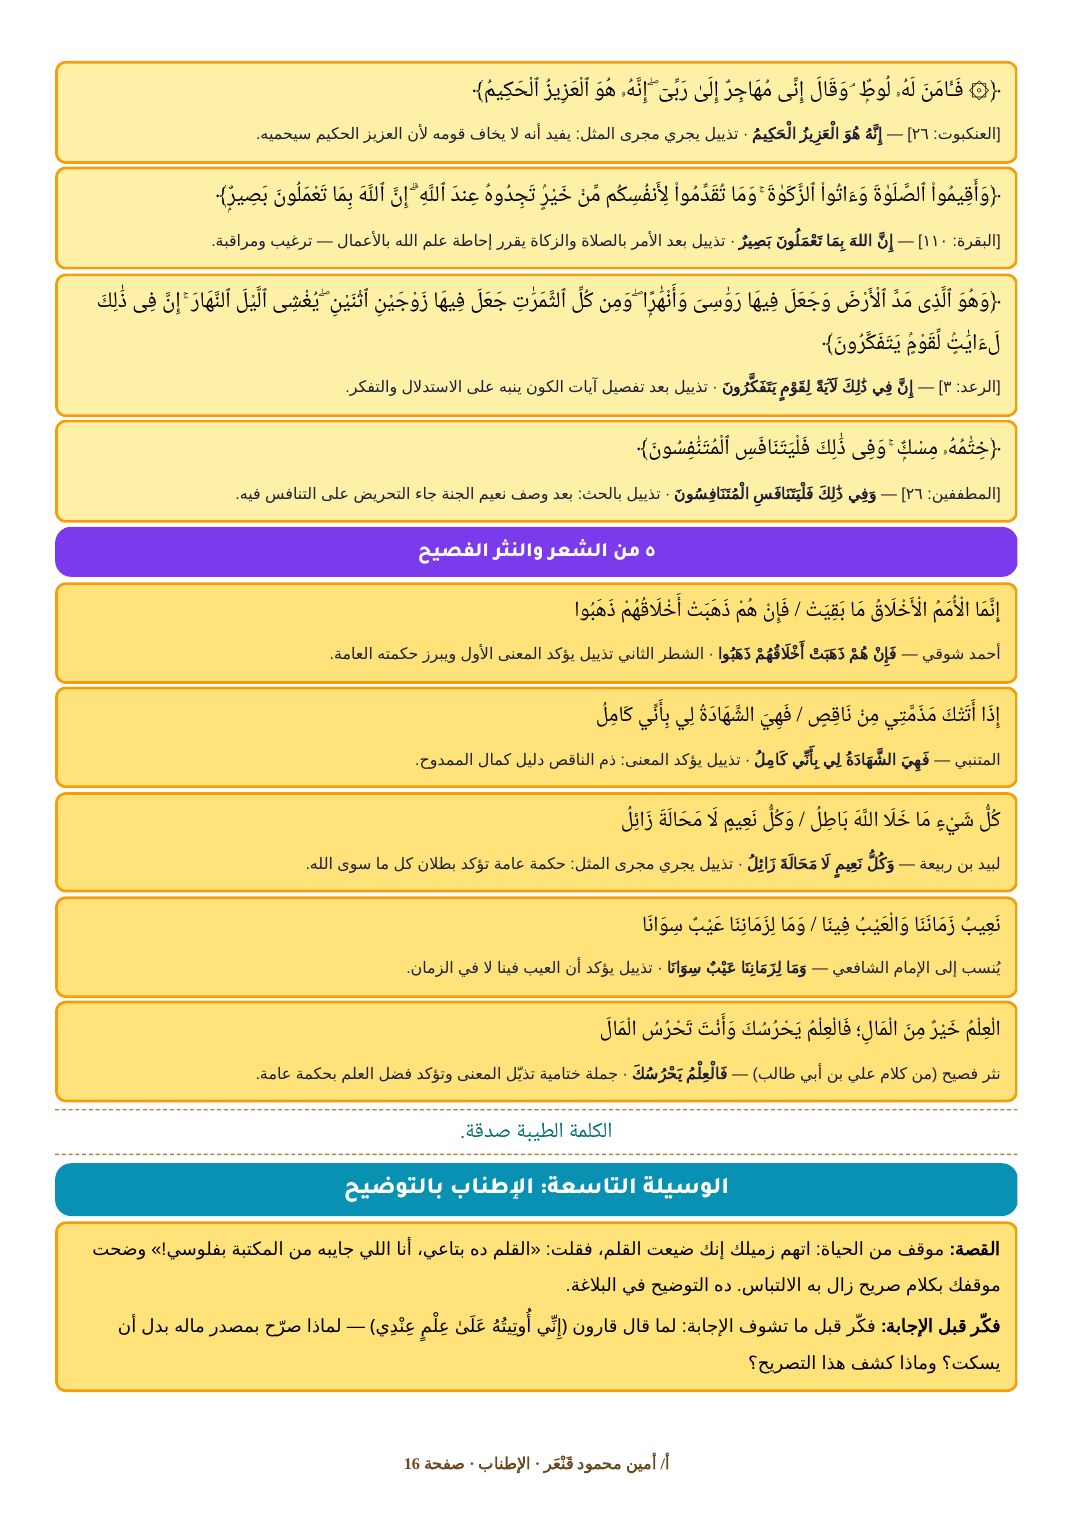 ﴿۞ فَـَٔامَنَ لَهُۥ لُوطٌۭ ۘ وَقَالَ إِنِّى مُهَاجِرٌ إِلَىٰ رَبِّىٓ ۖ إِنَّهُۥ هُوَ ٱلْعَزِيزُ ٱلْحَكِيمُ﴾.
[العنكبوت: ٢٦] — إِنَّهُ هُوَ الْعَزِيزُ الْحَكِيمُ · تذييل يجري مجرى المثل: يفيد أنه لا يخاف قومه لأن العزيز الحكيم سيحميه.
﴿وَأَقِيمُوا۟ ٱلصَّلَوٰةَ وَءَاتُوا۟ ٱلزَّكَوٰةَ ۚ وَمَا تُقَدِّمُوا۟ لِأَنفُسِكُم مِّنْ خَيْرٍۢ تَجِدُوهُ عِندَ ٱللَّهِ ۗ إِنَّ ٱللَّهَ بِمَا تَعْمَلُونَ بَصِيرٌۭ﴾.
[البقرة: ١١٠] — إِنَّ اللهَ بِمَا تَعْمَلُونَ بَصِيرٌ · تذييل بعد الأمر بالصلاة والزكاة يقرر إحاطة علم الله بالأعمال — ترغيب ومراقبة.
﴿وَهُوَ ٱلَّذِى مَدَّ ٱلْأَرْضَ وَجَعَلَ فِيهَا رَوَٰسِىَ وَأَنْهَٰرًۭا ۖ وَمِن كُلِّ ٱلثَّمَرَٰتِ جَعَلَ فِيهَا زَوْجَيْنِ ٱثْنَيْنِ ۖ يُغْشِى ٱلَّيْلَ ٱلنَّهَارَ ۚ إِنَّ فِى ذَٰلِكَ
لَـَٔايَٰتٍۢ لِّقَوْمٍۢ يَتَفَكَّرُونَ﴾.
[الرعد: ٣] — إِنَّ فِي ذَٰلِكَ لَآيَةً لِقَوْمٍ يَتَفَكَّرُونَ · تذييل بعد تفصيل آيات الكون ينبه على الاستدلال والتفكر.
﴿خِتَٰمُهُۥ مِسْكٌۭ ۚ وَفِى ذَٰلِكَ فَلْيَتَنَافَسِ ٱلْمُتَنَٰفِسُونَ﴾.
[المطففين: ٢٦] — وَفِي ذَٰلِكَ فَلْيَتَنَافَسِ الْمُتَنَافِسُونَ · تذييل بالحث: بعد وصف نعيم الجنة جاء التحريض على التنافس فيه.
٥ من الشعر والنثر الفصيح
إِنَّمَا الْأُمَمُ الْأَخْلَاقُ مَا بَقِيَتْ / فَإِنْ هُمْ ذَهَبَتْ أَخْلَاقُهُمْ ذَهَبُوا
أحمد شوقي — فَإِنْ هُمْ ذَهَبَتْ أَخْلَاقُهُمْ ذَهَبُوا · الشطر الثاني تذييل يؤكد المعنى الأول ويبرز حكمته العامة.
إِذَا أَتَتْكَ مَذَمَّتِي مِنْ نَاقِصٍ / فَهِيَ الشَّهَادَةُ لِي بِأَنِّي كَامِلُ
المتنبي — فَهِيَ الشَّهَادَةُ لِي بِأَنِّي كَامِلُ · تذييل يؤكد المعنى: ذم الناقص دليل كمال الممدوح.
كُلُّ شَيْءٍ مَا خَلَا اللَّهَ بَاطِلُ / وَكُلُّ نَعِيمٍ لَا مَحَالَةَ زَائِلُ
لبيد بن ربيعة — وَكُلُّ نَعِيمٍ لَا مَحَالَةَ زَائِلُ · تذييل يجري مجرى المثل: حكمة عامة تؤكد بطلان كل ما سوى الله.
نَعِيبُ زَمَانَنَا وَالْعَيْبُ فِينَا / وَمَا لِزَمَانِنَا عَيْبٌ سِوَانَا
يُنسب إلى الإمام الشافعي — وَمَا لِزَمَانِنَا عَيْبٌ سِوَانَا · تذييل يؤكد أن العيب فينا لا في الزمان.
الْعِلْمُ خَيْرٌ مِنَ الْمَالِ؛ فَالْعِلْمُ يَحْرُسُكَ وَأَنْتَ تَحْرُسُ الْمَالَ
نثر فصيح (من كلام علي بن أبي طالب) — فَالْعِلْمُ يَحْرُسُكَ · جملة ختامية تذيّل المعنى وتؤكد فضل العلم بحكمة عامة.
الكلمة الطيبة صدقة.
الوسيلة التاسعة: الإطناب بالتوضيح
القصة: موقف من الحياة: اتهم زميلك إنك ضيعت القلم، فقلت: «القلم ده بتاعي، أنا اللي جايبه من المكتبة بفلوسي!» وضحت
موقفك بكلام صريح زال به الالتباس. ده التوضيح في البلاغة.
فكّر قبل الإجابة: فكّر قبل ما تشوف الإجابة: لما قال قارون (إِنِّي أُوتِيتُهُ عَلَىٰ عِلْمٍ عِنْدِي) — لماذا صرّح بمصدر ماله بدل أن
يسكت؟ وماذا كشف هذا التصريح؟
أ/ أمين محمود قَنْعَر · الإطناب · صفحة 16